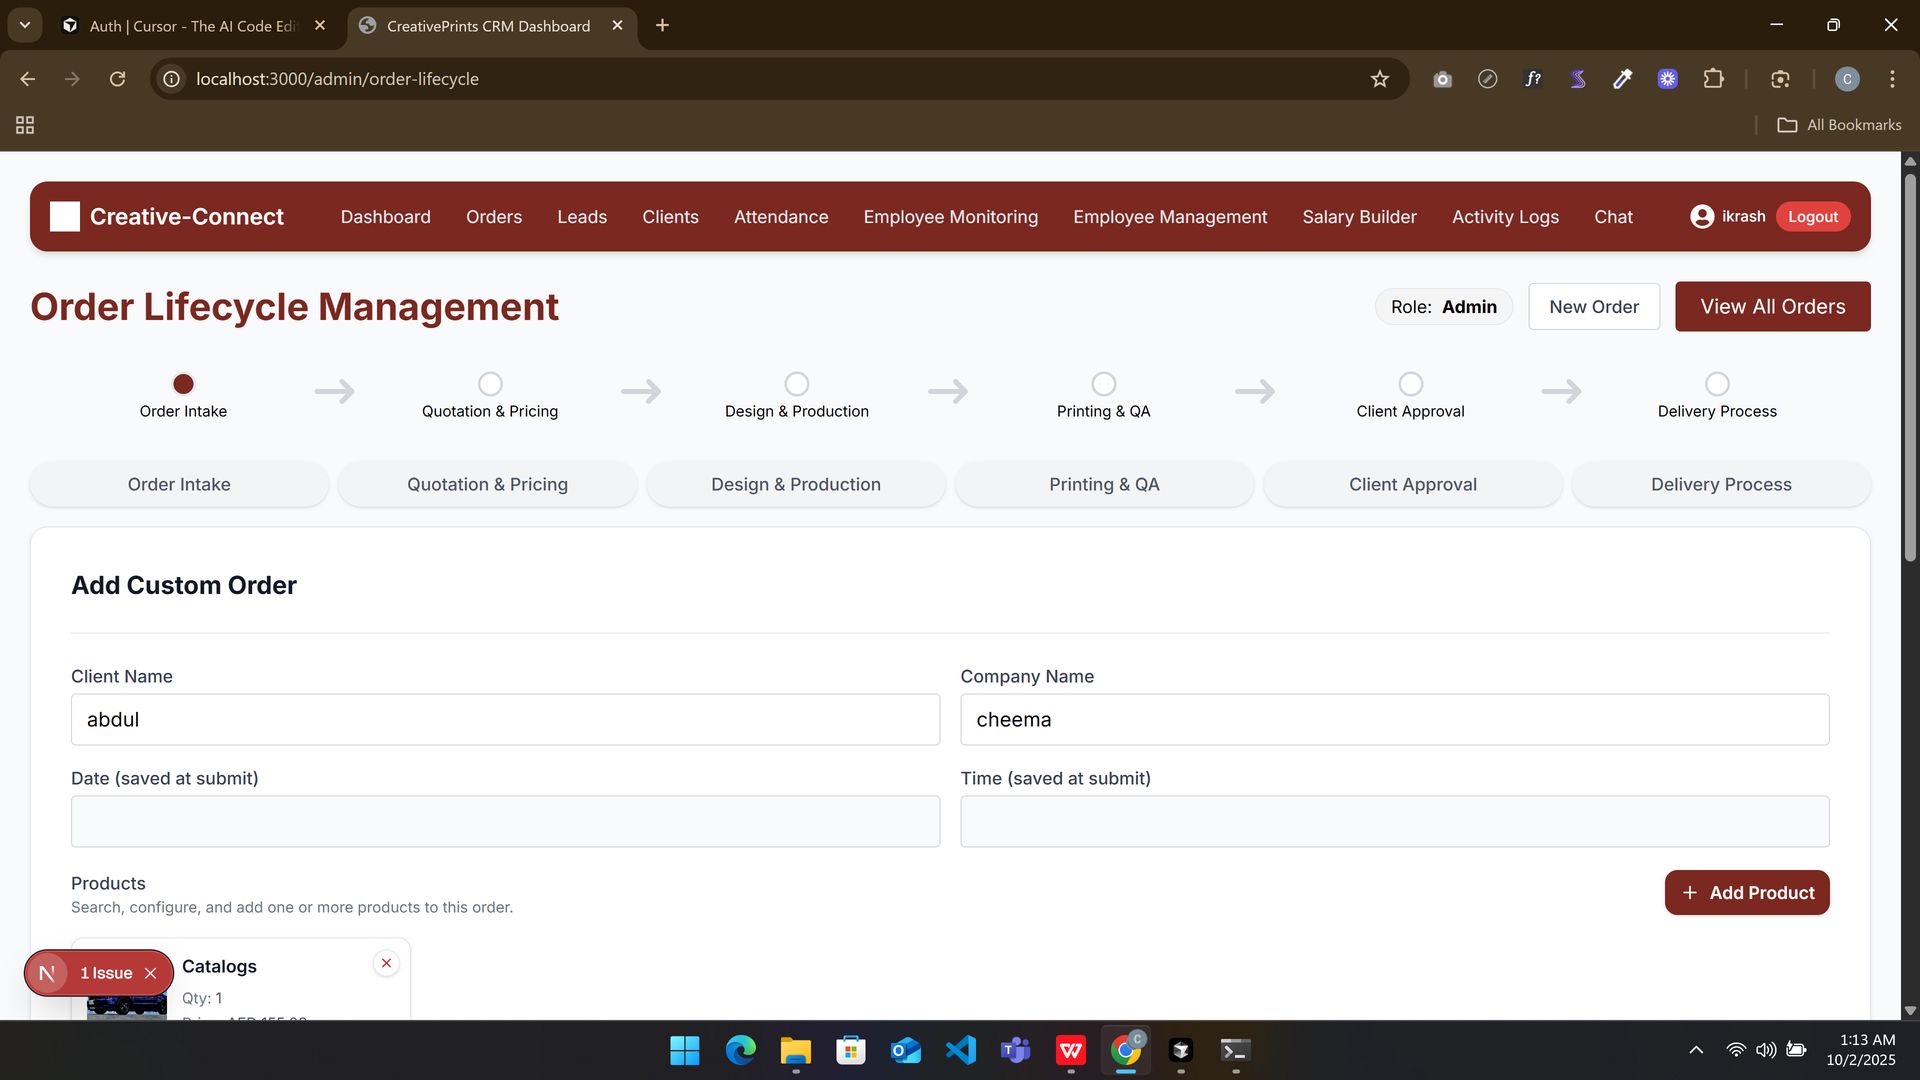 Auth | Cursor - The AI Code Edi
CreativePrints CRM Dashboard
localhost:3000/admin/order-lifecycle
f?
C
All Bookmarks
Creative-Connect
Dashboard
Orders
Leads
Clients
Attendance
Employee Monitoring
Employee Management
Salary Builder
Activity Logs
Chat
ikrash
Logout
Order Lifecycle Management
Role: Admin
New Order
View All Orders
Order Intake
Quotation & Pricing
Design & Production
Printing & QA
Client Approval
Delivery Process
Order Intake
Quotation & Pricing
Design & Production
Printing & QA
Client Approval
Delivery Process
Add Custom Order
Client Name
Company Name
abdul
cheema
Date (saved at submit)
Time (saved at submit)
Products
Search, configure, and add one or more products to this order.
+ Add Product
N 1 Issue
Catalogs
Qty: 1
1:13 AM
10/2/2025